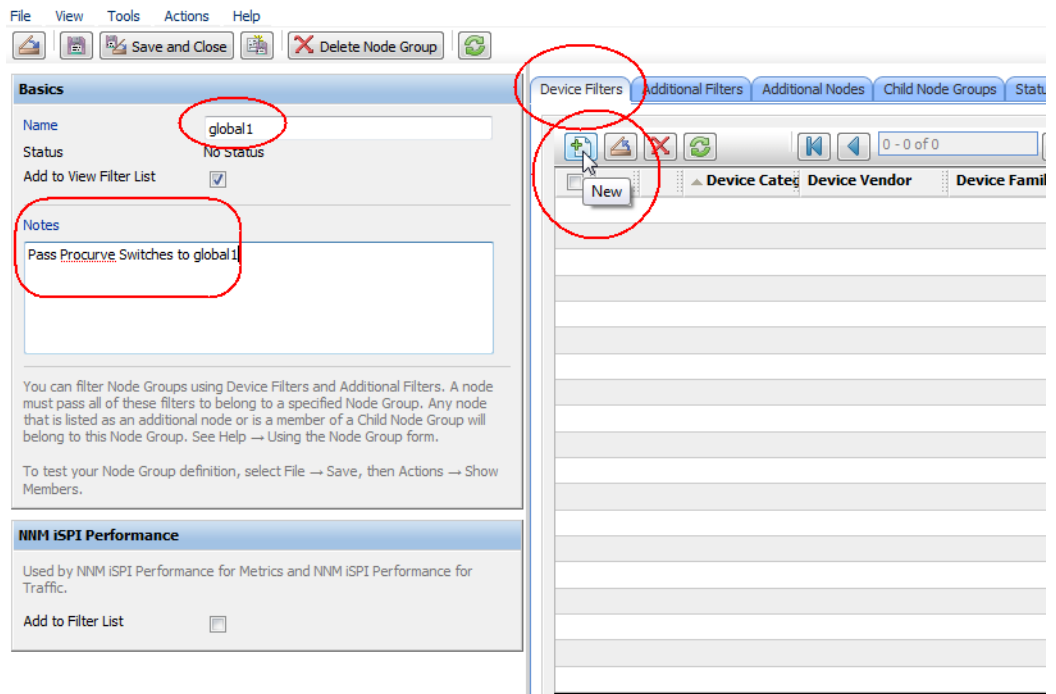 File View Tools Actions Help
Save and Close Delete Node Group
Basics
Name global1
Status No Status
Add to View Filter List
Notes
Pass Procurve Switches to global1
You can filter Node Groups using Device Filters and Additional Filters. A node
must pass all of these filters to belong to a specified Node Group. Any node
that is listed as an additional node or is a member of a Child Node Group will
belong to this Node Group. See Help → Using the Node Group form.
To test your Node Group definition, select File → Save, then Actions → Show
Members.
NNM iSPI Performance
Used by NNM iSPI Performance for Metrics and NNM iSPI Performance for
Traffic.
Add to Filter List
Device Filters Additional Filters Additional Nodes Child Node Groups Statu
0 - 0 of 0
Device Categ Device Vendor Device Famil
New